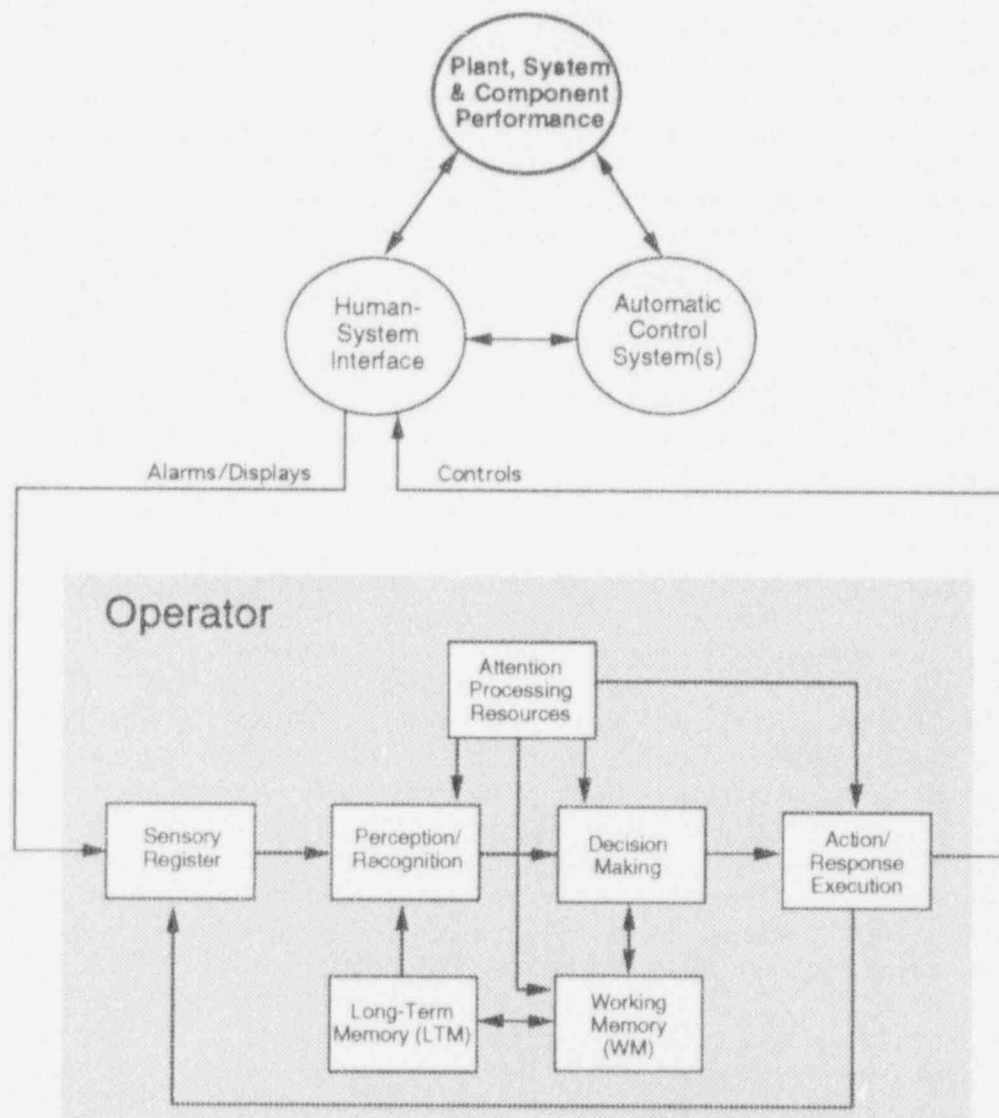 Plant, System
& Component
Performance
Human-
System
Interface
Automatic
Control
System(s)
Alarms/Displays
Controls
Operator
Attention
Processing
Resources
Sensory
Register
Perception/
Recognition
Decision
Making
Action/
Response
Execution
Long-Term
Memory (LTM)
Working
Memory
(WM)